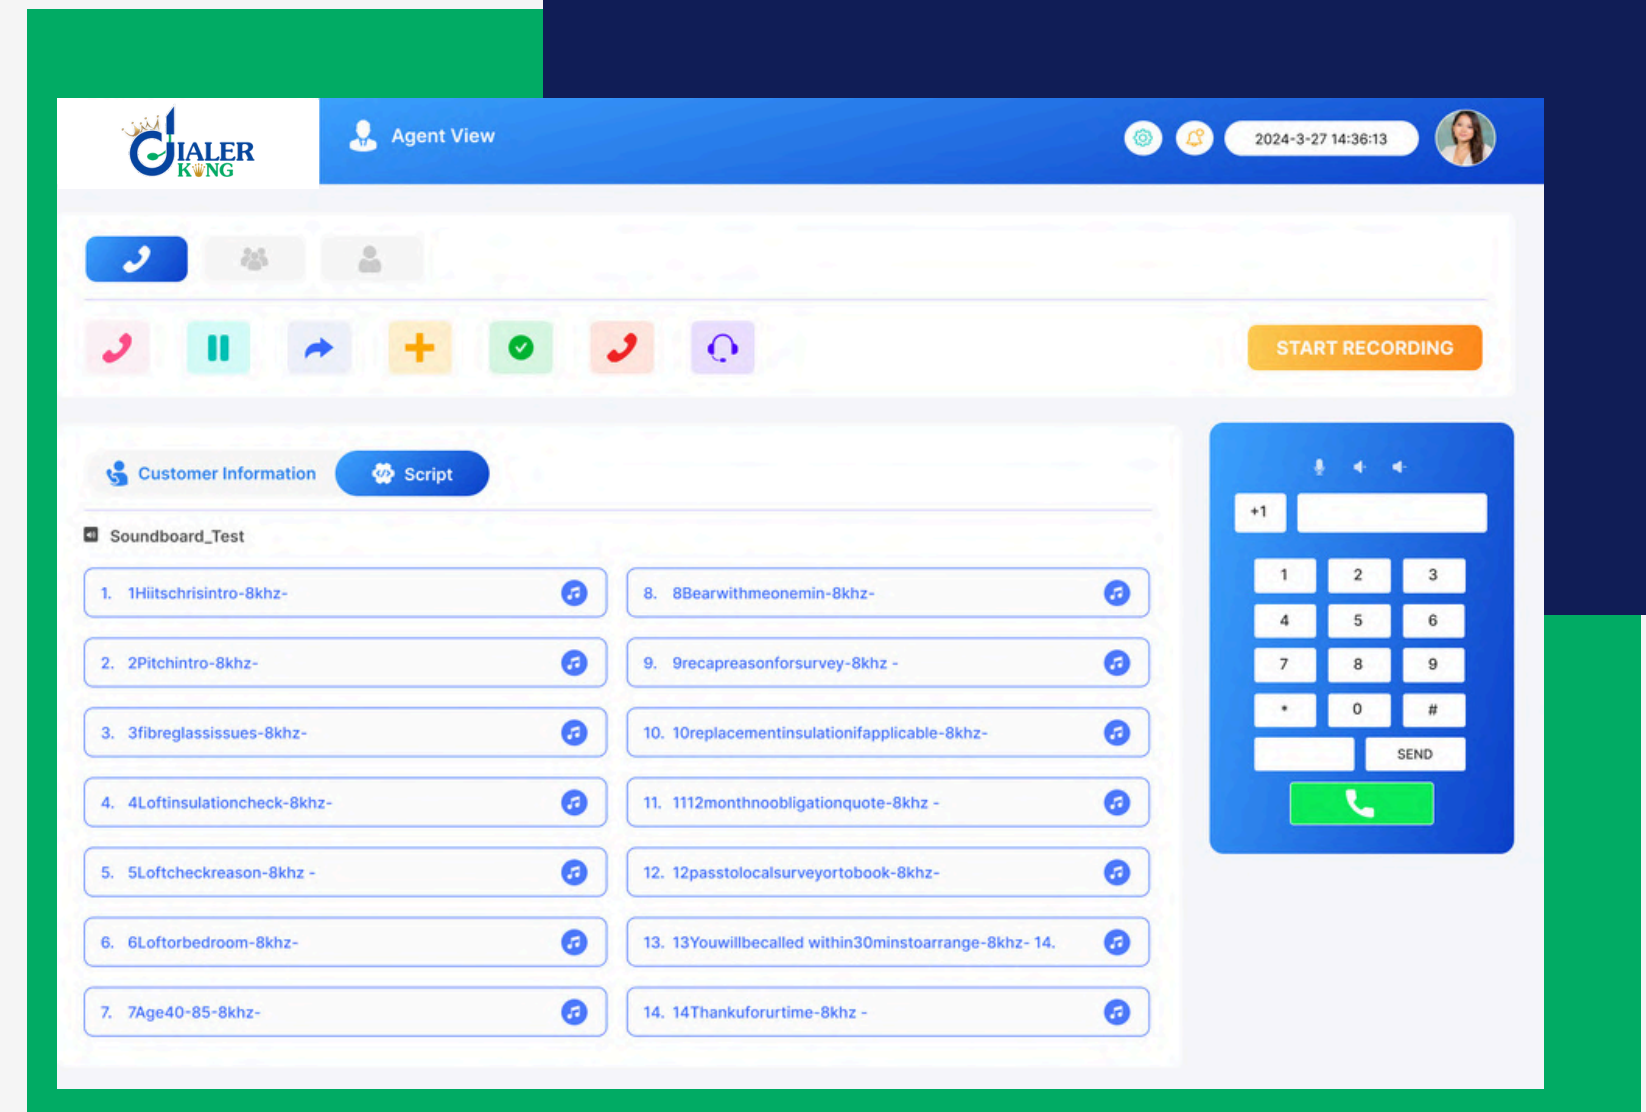 DIALER
KING
Agent View
2024-3-27 14:36:13
START RECORDING
Customer Information
Script
Soundboard_Test
1. 1Hiitschrisintro-8khz-
2. 2Pitchintro-8khz-
3. 3fibreglassissues-8khz-
4. 4Loftinsulationcheck-8khz-
5. 5Loftcheckreason-8khz -
6. 6Loftorbedroom-8khz-
7. 7Age40-85-8khz-
8. 8Bearwithmeonemin-8khz-
9. 9recapreasonforsurvey-8khz -
10. 10replacementinsulationifapplicable-8khz-
11. 1112monthnoobligationquote-8khz -
12. 12passtolocalsurveyortobook-8khz-
13. 13Youwillbecalled within30minstoarrange-8khz- 14.
14. 14Thankuforurtime-8khz -
+1
1 2 3
4 5 6
7 8 9
* 0 #
SEND